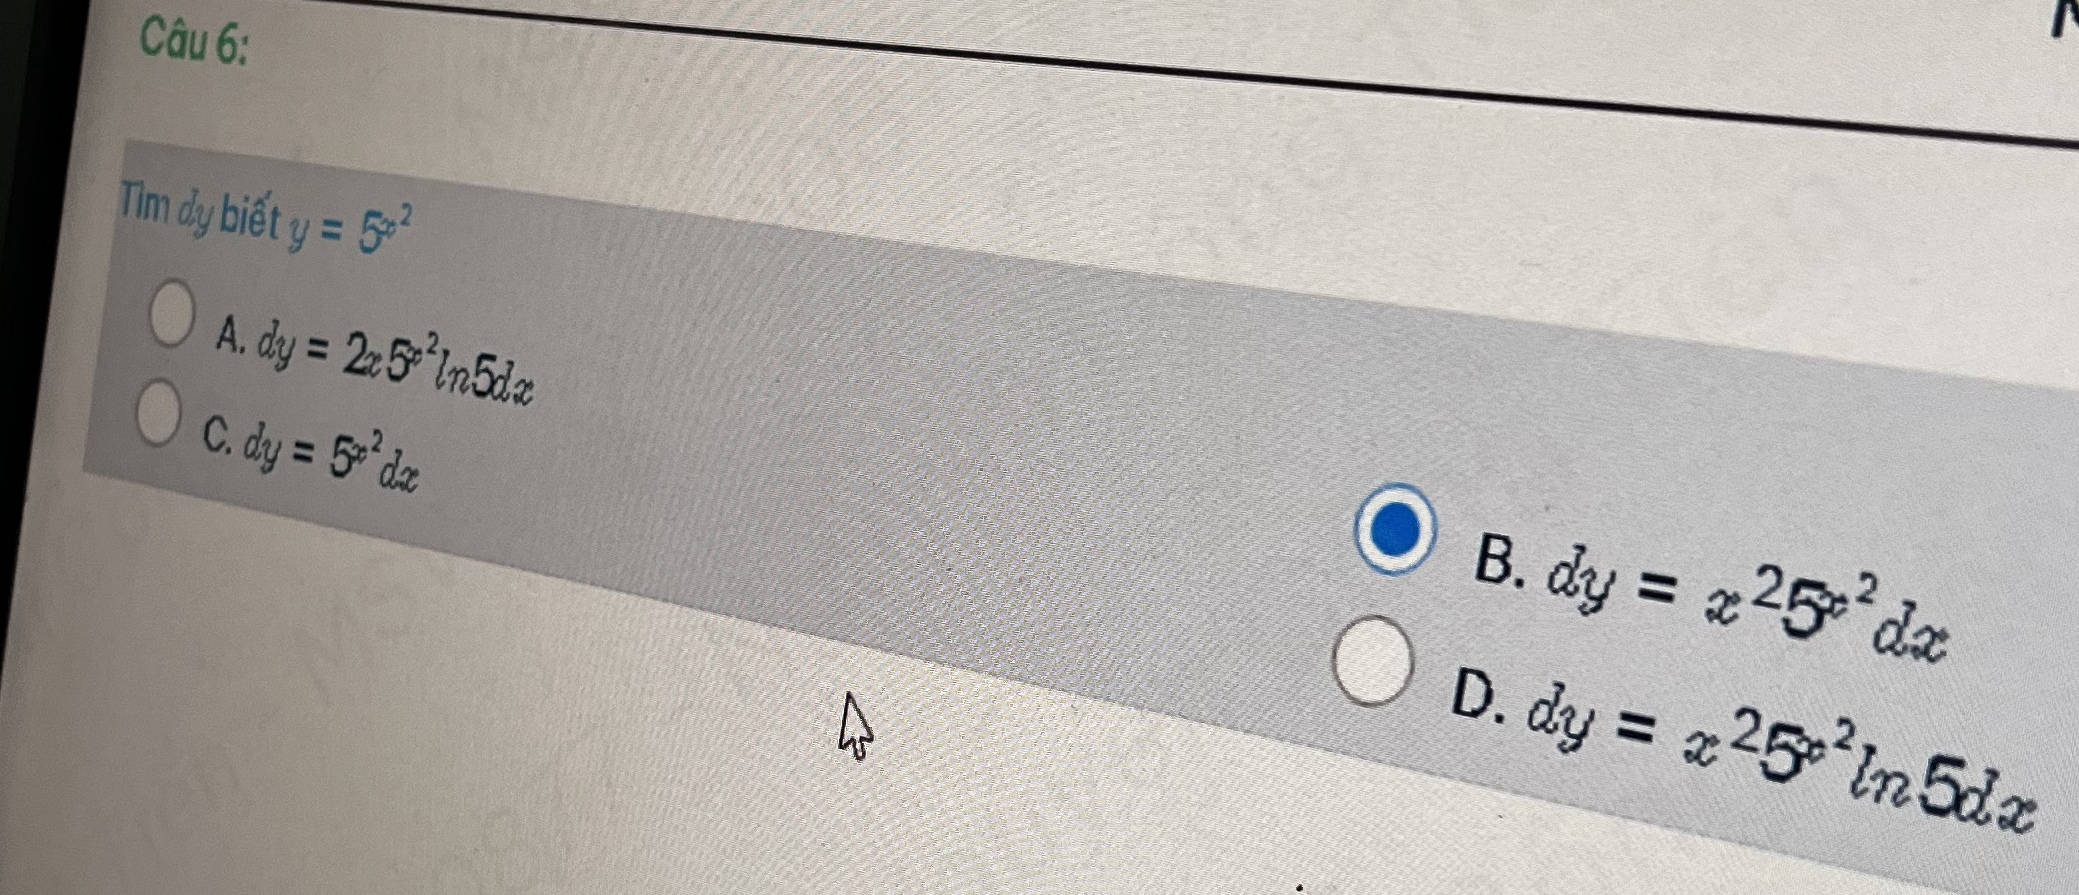 Câu 6:
Tìm dy biết y = 5^{x^2}
A. dy = 2x5^{x^2}ln5dx
C. dy = 5^{x^2}dx
B. dy = x^25^{x^2}dx
D. dy = x^25^{x^2}ln5dx